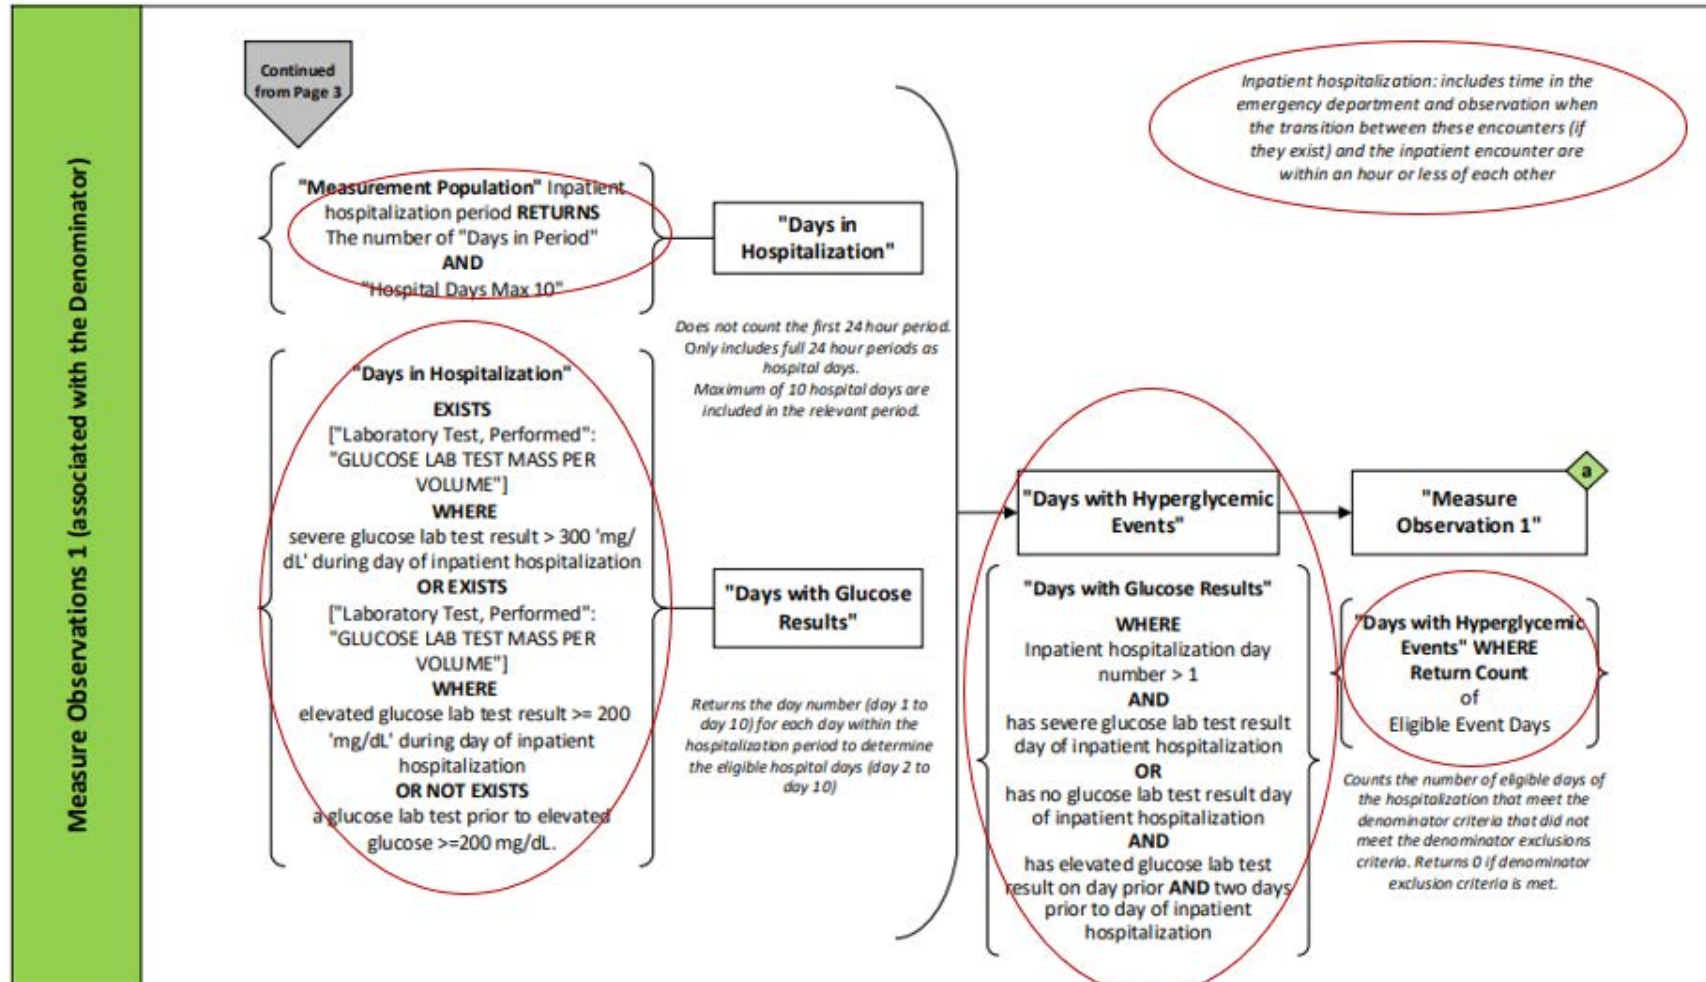 Measure Observations 1 (associated with the Denominator)
Continued
from Page 3
Inpatient hospitalization: includes time in the
emergency department and observation when
the transition between these encounters (if
they exist) and the inpatient encounter are
within an hour or less of each other
"Measurement Population" Inpatient
hospitalization period RETURNS
The number of "Days in Period"
AND
"Hospital Days Max 10"
"Days in
Hospitalization"
Does not count the first 24 hour period.
Only includes full 24 hour periods as
hospital days.
Maximum of 10 hospital days are
included in the relevant period.
"Days in Hospitalization"
EXISTS
["Laboratory Test, Performed":
"GLUCOSE LAB TEST MASS PER
VOLUME"]
WHERE
severe glucose lab test result > 300 'mg/
dL' during day of inpatient hospitalization
OR EXISTS
["Laboratory Test, Performed":
"GLUCOSE LAB TEST MASS PER
VOLUME"]
WHERE
elevated glucose lab test result >= 200
'mg/dL' during day of inpatient
hospitalization
OR NOT EXISTS
a glucose lab test prior to elevated
glucose >=200 mg/dL.
"Days with Glucose
Results"
Returns the day number (day 1 to
day 10) for each day within the
hospitalization period to determine
the eligible hospital days (day 2 to
day 10)
"Days with Hyperglycemic
Events"
"Days with Glucose Results"
WHERE
Inpatient hospitalization day
number > 1
AND
has severe glucose lab test result
day of inpatient hospitalization
OR
has no glucose lab test result day
of inpatient hospitalization
AND
has elevated glucose lab test
result on day prior AND two days
prior to day of inpatient
hospitalization
a
"Measure
Observation 1"
"Days with Hyperglycemic
Events" WHERE
Return Count
of
Eligible Event Days
Counts the number of eligible days of
the hospitalization that meet the
denominator criteria that did not
meet the denominator exclusions
criteria. Returns 0 if denominator
exclusion criteria is met.